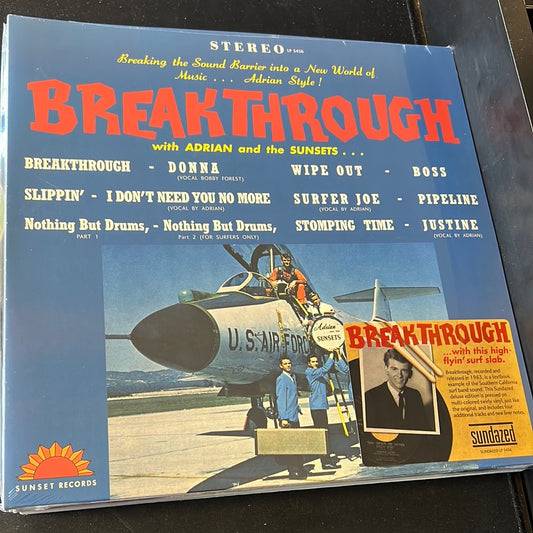 STEREO LP 5456
Breaking the Sound Barrier into a New World of
Music . . . Adrian Style !
BREAKTHROUGH
with ADRIAN and the SUNSETS . . .
BREAKTHROUGH - DONNA
(VOCAL BOBBY FOREST)
WIPE OUT - BOSS
SLIPPIN' - I DON'T NEED YOU NO MORE
(VOCAL BY ADRIAN)
SURFER JOE - PIPELINE
(VOCAL BY ADRIAN)
Nothing But Drums, - Nothing But Drums,
PART 1 Part 2 (FOR SURFERS ONLY)
STOMPING TIME - JUSTINE
(VOCAL BY ADRIAN)
U.S. AIR FORC
Adrian
and the
SUNSETS
BREAKTHROUGH
...with this high-
flyin' surf slab.
Breakthrough, recorded and
released in 1963, is a textbook
example of the Southern California
surf band sound. This Sundazed
deluxe edition is pressed on
multi-colored vinyl, just like
the original, and includes four
additional tracks and new liner notes.
sundazed
SUNDAZED LP 5456
SUNSET RECORDS